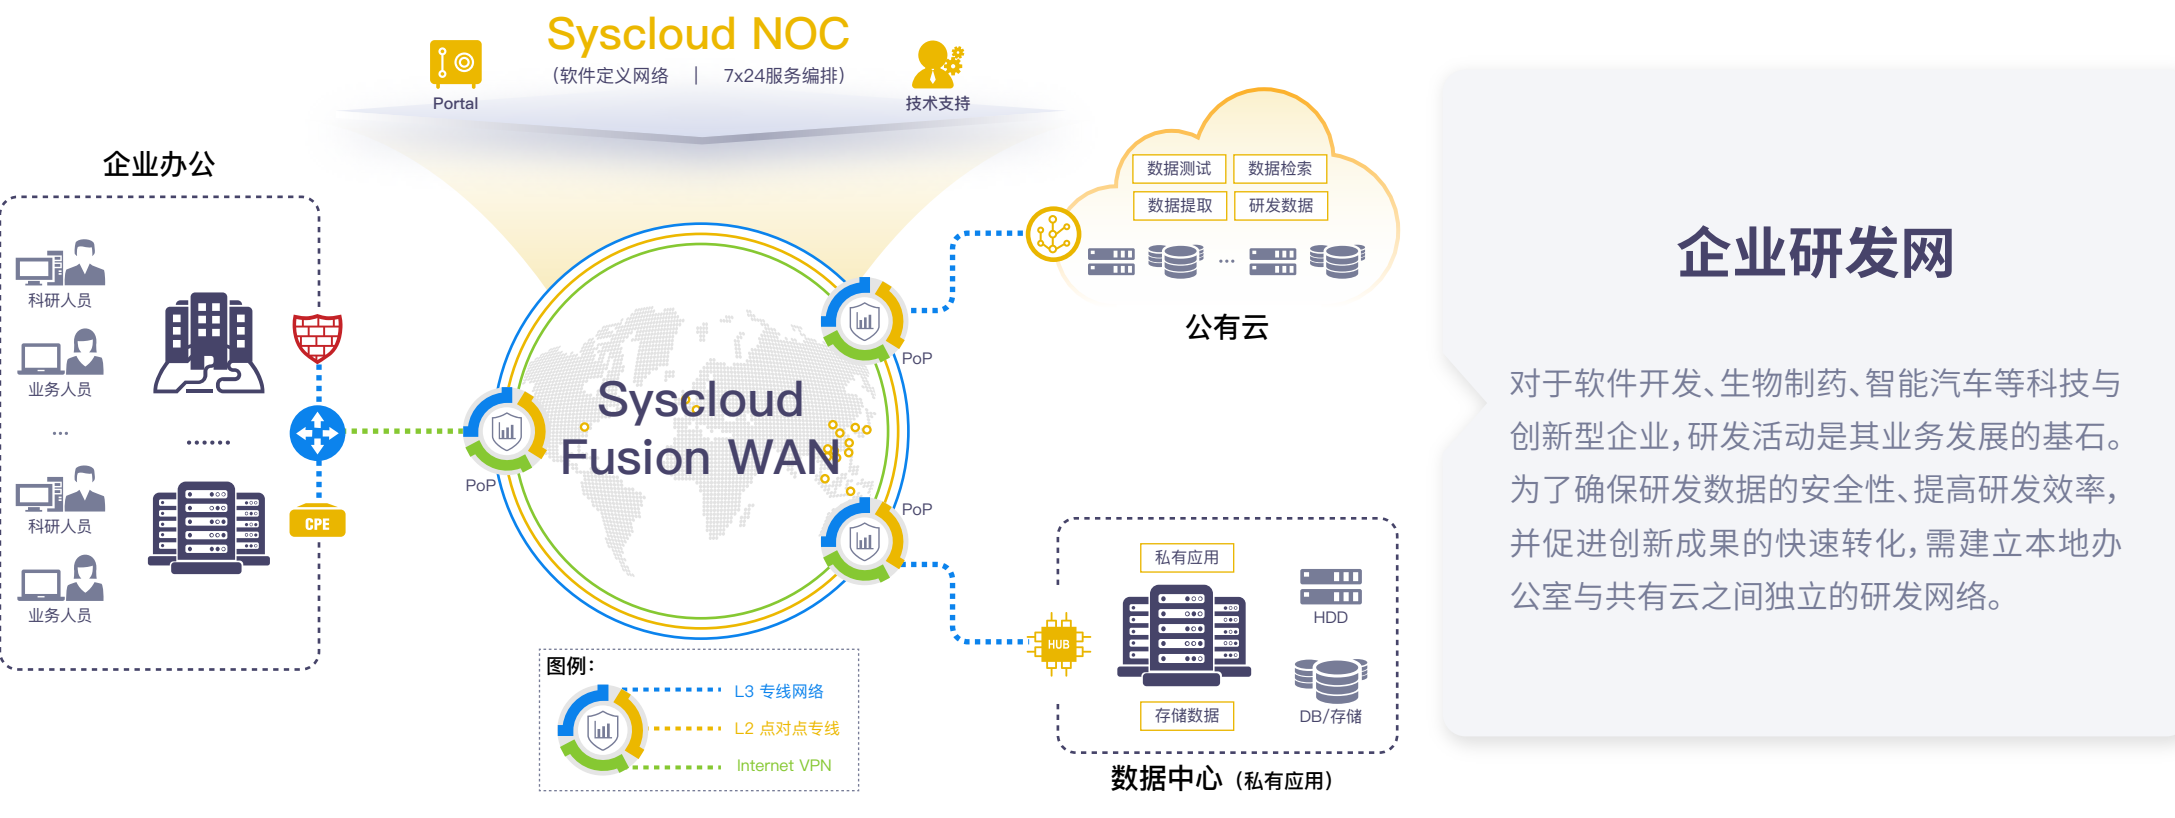 Syscloud NOC
（软件定义网络 | 7x24服务编排）
Portal
技术支持
企业办公
科研人员
业务人员
...
科研人员
业务人员
......
CPE
PoP
Syscloud
Fusion WAN
PoP
PoP
数据测试
数据检索
数据提取
研发数据
...
公有云
私有应用
HUB
HDD
存储数据
DB/存储
数据中心（私有应用）
图例：
L3 专线网络
L2 点对点专线
Internet VPN
企业研发网
对于软件开发、生物制药、智能汽车等科技与
创新型企业，研发活动是其业务发展的基石。
为了确保研发数据的安全性、提高研发效率，
并促进创新成果的快速转化，需建立本地办
公室与共有云之间独立的研发网络。